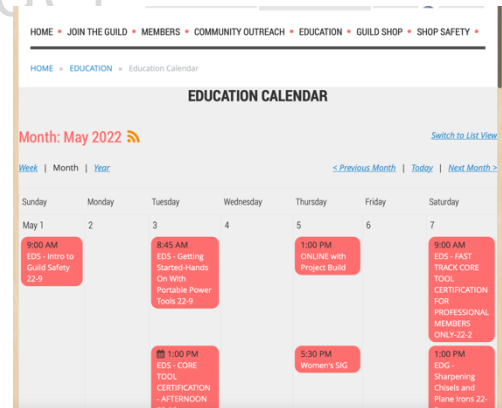 HOME • JOIN THE GUILD • MEMBERS • COMMUNITY OUTREACH • EDUCATION • GUILD SHOP • SHOP SAFETY •
HOME » EDUCATION » Education Calendar
EDUCATION CALENDAR
Month: May 2022
Switch to List View
Week | Month | Year
< Previous Month | Today | Next Month >
Sunday Monday Tuesday Wednesday Thursday Friday Saturday
May 1 2 3 4 5 6 7
9:00 AM
EDS - Intro to
Guild Safety
22-9
8:45 AM
EDS - Getting
Started-Hands
On With
Portable Power
Tools 22-9
1:00 PM
ONLINE with
Project Build
9:00 AM
EDS - FAST
TRACK CORE
TOOL
CERTIFICATION
FOR
PROFESSIONAL
MEMBERS
ONLY-22-2
1:00 PM
EDS - CORE
TOOL
CERTIFICATION
- AFTERNOON
5:30 PM
Women's SIG
1:00 PM
EDG -
Sharpening
Chisels and
Plane Irons 22-